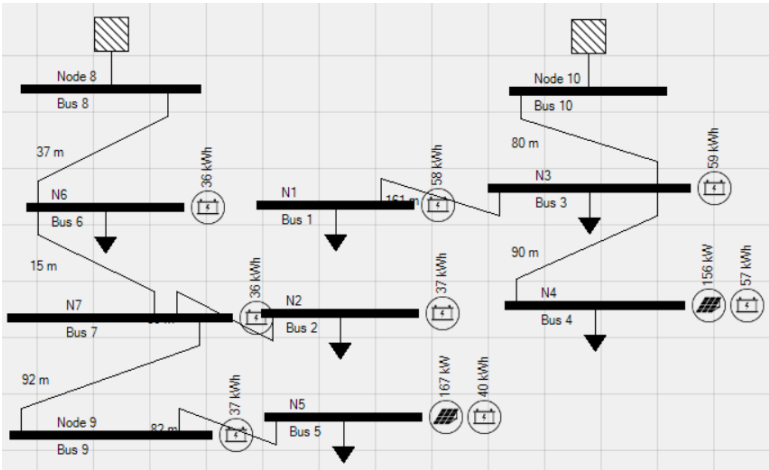 Node 8
Bus 8
Node 10
Bus 10
37 m
80 m
36 kWh
58 kWh
59 kWh
N6
Bus 6
N1
Bus 1
161 m
N3
Bus 3
15 m
90 m
36 kWh
37 kWh
156 kW
57 kWh
N7
Bus 7
N2
Bus 2
N4
Bus 4
92 m
37 kWh
167 kW
40 kWh
Node 9
Bus 9
82 m
N5
Bus 5